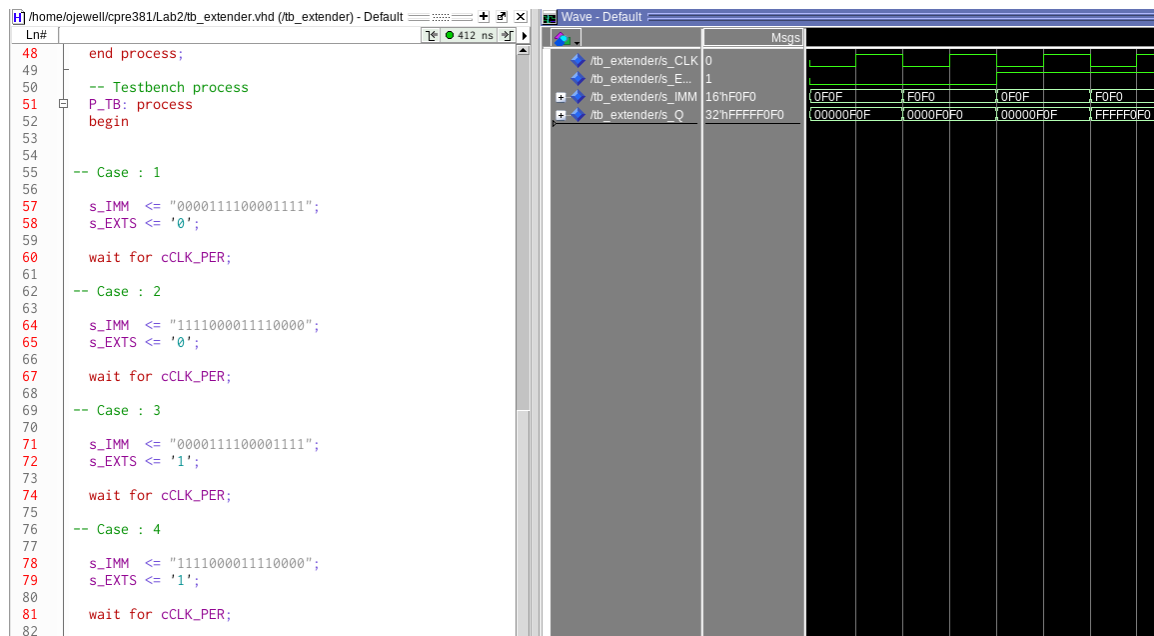 /home/ojewell/cpre381/Lab2/tb_extender.vhd (/tb_extender) - Default
Ln#
412 ns
48 end process;
49
50 -- Testbench process
51 P_TB: process
52 begin
53
54
55 -- Case : 1
56
57 s_IMM <= "0000111100001111";
58 s_EXTS <= '0';
59
60 wait for cCLK_PER;
61
62 -- Case : 2
63
64 s_IMM <= "1111000011110000";
65 s_EXTS <= '0';
66
67 wait for cCLK_PER;
68
69 -- Case : 3
70
71 s_IMM <= "0000111100001111";
72 s_EXTS <= '1';
73
74 wait for cCLK_PER;
75
76 -- Case : 4
77
78 s_IMM <= "1111000011110000";
79 s_EXTS <= '1';
80
81 wait for cCLK_PER;
82
Wave - Default
Msgs
/tb_extender/s_CLK 0
/tb_extender/s_E... 1
/tb_extender/s_IMM 16'hF0F0 0F0F F0F0 0F0F F0F0
/tb_extender/s_Q 32'hFFFFF0F0 00000F0F 0000F0F0 00000F0F FFFFF0F0